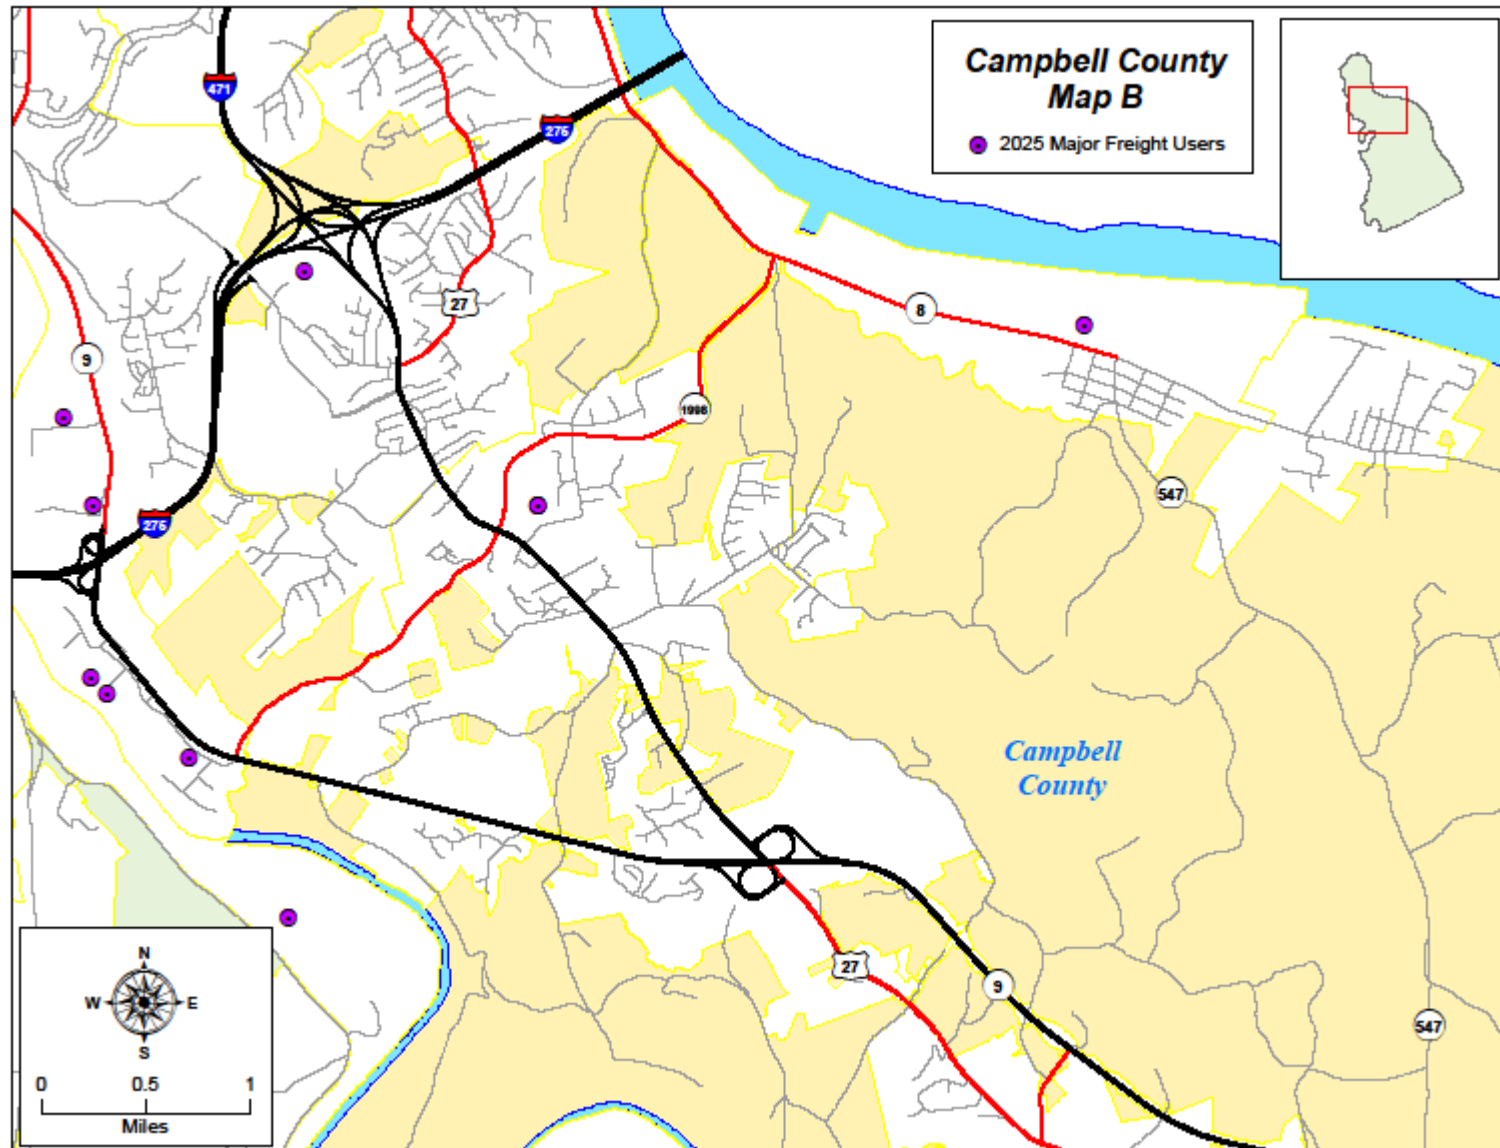 Campbell County
Map B
2025 Major Freight Users
471
275
27
8
9
1998
547
275
Campbell
County
27
9
547
N
W E
S
0 0.5 1
Miles